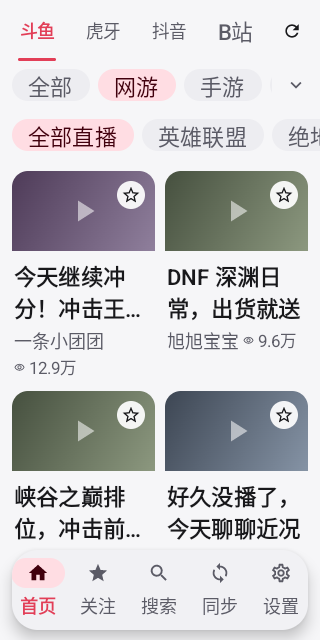 斗鱼 虎牙 抖音 B站
全部 网游 手游
全部直播 英雄联盟 绝
今天继续冲
分！冲击王...
一条小团团
12.9万
DNF 深渊日
常，出货就送
旭旭宝宝 9.6万
峡谷之巅排
位，冲击前...
好久没播了，
今天聊聊近况
首页 关注 搜索 同步 设置